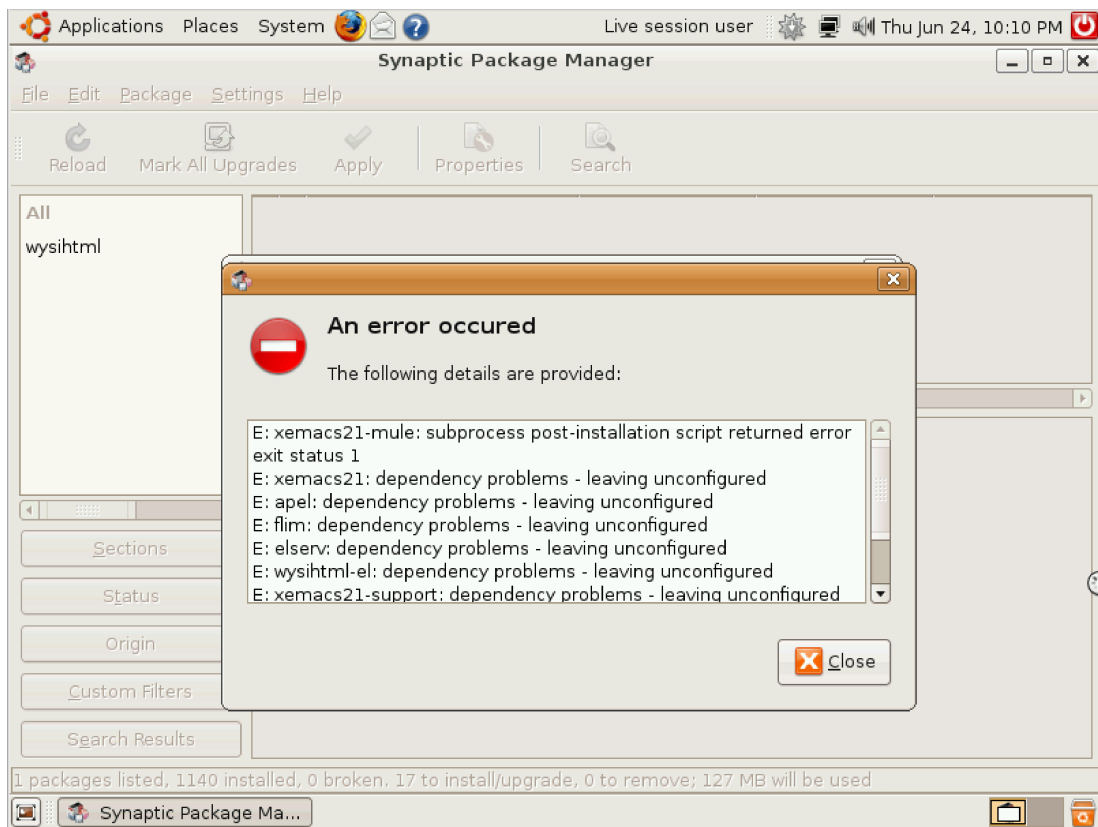 Applications Places System Live session user Thu Jun 24, 10:10 PM
Synaptic Package Manager
File Edit Package Settings Help
Reload Mark All Upgrades Apply Properties Search
All
wysihtml
An error occured
The following details are provided:
E: xemacs21-mule: subprocess post-installation script returned error
exit status 1
E: xemacs21: dependency problems - leaving unconfigured
E: apel: dependency problems - leaving unconfigured
E: flim: dependency problems - leaving unconfigured
E: elserv: dependency problems - leaving unconfigured
E: wysihtml-el: dependency problems - leaving unconfigured
E: xemacs21-support: dependency problems - leaving unconfigured
Close
Sections
Status
Origin
Custom Filters
Search Results
1 packages listed, 1140 installed, 0 broken. 17 to install/upgrade, 0 to remove; 127 MB will be used
Synaptic Package Ma...